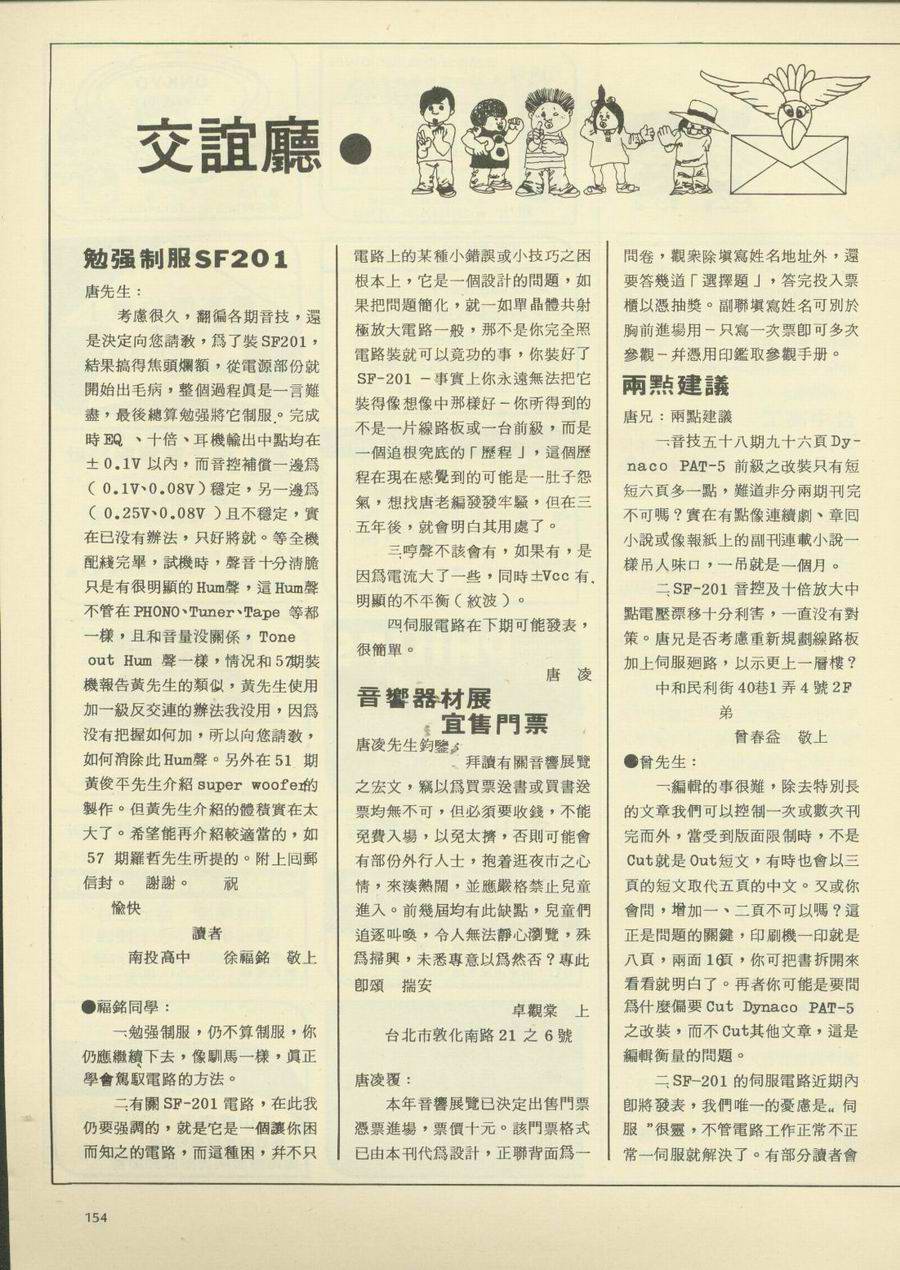 交誼廳●
勉强制服SF201
唐先生：
考慮很久，翻偏各期音技，還
是決定向您請教，爲了裝SF201，
結果搞得焦頭爛額，從電源部份就
開始出毛病，整個過程眞是一言難
盡，最後總算勉强將它制服。完成
時EQ、十倍、耳機輸出中點均在
±0.1V以內，而音控補償一邊爲
（0.1V、0.08V）穩定，另一邊爲
（0.25V、0.08V）且不穩定，實
在已没有辦法，只好將就。等全機
配綫完畢，試機時，聲音十分清脆
只是有很明顯的Hum聲，這Hum聲
不管在PHONO、Tuner、Tape 等都
一樣，且和音量没關係，Tone
out Hum 聲一樣，情况和57期裝
機報告黃先生的類似，黃先生使用
加一級反交連的辦法我没用，因爲
没有把握如何加，所以向您請教，
如何消除此Hum聲。另外在51 期
黃俊平先生介紹super woofer的
製作。但黃先生介紹的體積實在太
大了。希望能再介紹較適當的，如
57 期羅哲先生所提的。附上囘郵
信封。 謝謝。 祝
愉快
讀者
南投高中 徐福銘 敬上
●福銘同學：
一勉强制服，仍不算制服，你
仍應繼續下去，像馴馬一樣，眞正
學會駕馭電路的方法。
二有關SF-201電路，在此我
仍要强調的，就是它是一個讓你困
而知之的電路，而這種困，幷不只
電路上的某種小錯誤或小技巧之困
根本上，它是一個設計的問題，如
果把問題簡化，就一如單晶體共射
極放大電路一般，那不是你完全照
電路裝就可以竟功的事，你裝好了
SF-201 －事實上你永遠無法把它
裝得像想像中那樣好－你所得到的
不是一片線路板或一台前級，而是
一個追根究底的「歷程」，這個歷
程在現在感覺到的可能是一肚子怨
氣，想找唐老編發發牢騷，但在三
五年後，就會明白其用處了。
三哼聲不該會有，如果有，是
因爲電流大了一些，同時±Vcc 有
明顯的不平衡（紋波）。
四伺服電路在下期可能發表，
很簡單。
唐 凌
音響器材展
宜售門票
唐凌先生鈞鑒：
拜讀有關音響展覽
之宏文，竊以爲買票送書或買書送
票均無不可，但必須要收錢，不能
免費入場，以免太擠，否則可能會
有部份外行人士，抱着逛夜市之心
情，來湊熱鬧，並應嚴格禁止兒童
進入。前幾屆均有此缺點，兒童們
追逐叫喚，令人無法靜心瀏覽，殊
爲掃興，未悉專意以爲然否？專此
卽頌 揣安
卓觀棠 上
台北市敦化南路21 之 6 號
唐凌覆：
本年音響展覽已決定出售門票
憑票進場，票價十元。該門票格式
已由本刊代爲設計，正聯背面爲一
問卷，觀衆除塡寫姓名地址外，還
要答幾道「選擇題」，答完投入票
櫃以憑抽獎。副聯塡寫姓名可別於
胸前進場用－只寫一次票卽可多次
參觀－幷憑用印鑑取參觀手册。
兩點建議
唐兄：兩點建議
一音技五十八期九十六頁Dy-
naco PAT-5 前級之改裝只有短
短六頁多一點，難道非分兩期刊完
不可嗎？實在有點像連續劇、章囘
小說或像報紙上的副刊連載小說一
樣吊人味口，一吊就是一個月。
二SF-201 音控及十倍放大中
點電壓漂移十分利害，一直没有對
策。唐兄是否考慮重新規劃線路板
加上伺服廻路，以示更上一層樓？
中和民利街40巷1弄4號2F
弟
曾春益 敬上
●曾先生：
一編輯的事很難，除去特別長
的文章我們可以控制一次或數次刊
完而外，當受到版面限制時，不是
Cut就是Out短文，有時也會以三
頁的短文取代五頁的中文。又或你
會問，增加一、二頁不可以嗎？這
正是問題的關鍵，印刷機一印就是
八頁，兩面16頁，你可把書拆開來
看看就明白了。再者你可能是要問
爲什麼偏要Cut Dynaco PAT-5
之改裝，而不Cut其他文章，這是
編輯衡量的問題。
二SF-201的伺服電路近期內
卽將發表，我們唯一的憂慮是〝伺
服〞很靈，不管電路工作正常不正
常一伺服就解決了。有部分讀者會
154